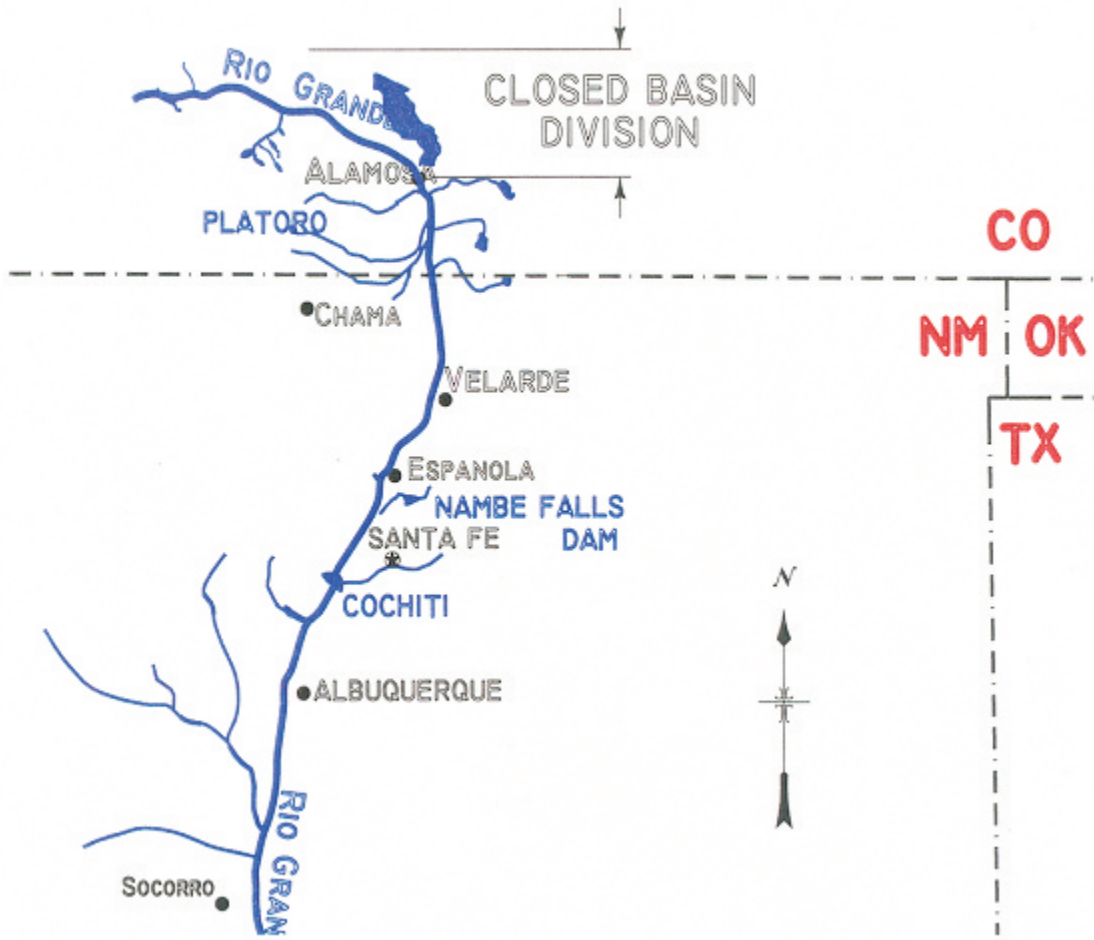 RIO GRANDE
CLOSED BASIN
DIVISION
ALAMOSA
PLATORO
CO
CHAMA
NM OK
VELARDE
TX
ESPANOLA
NAMBE FALLS
DAM
SANTA FE
N
COCHITI
ALBUQUERQUE
RIO GRAN
SOCORRO